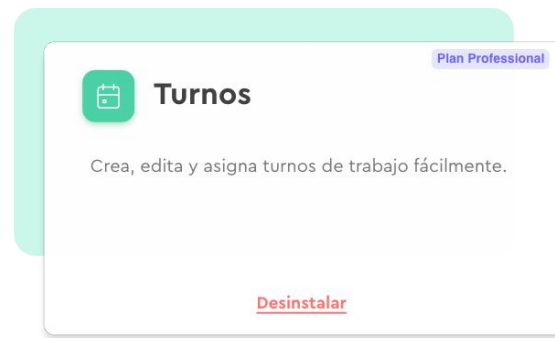 Plan Professional
Turnos
Crea, edita y asigna turnos de trabajo fácilmente.
Desinstalar